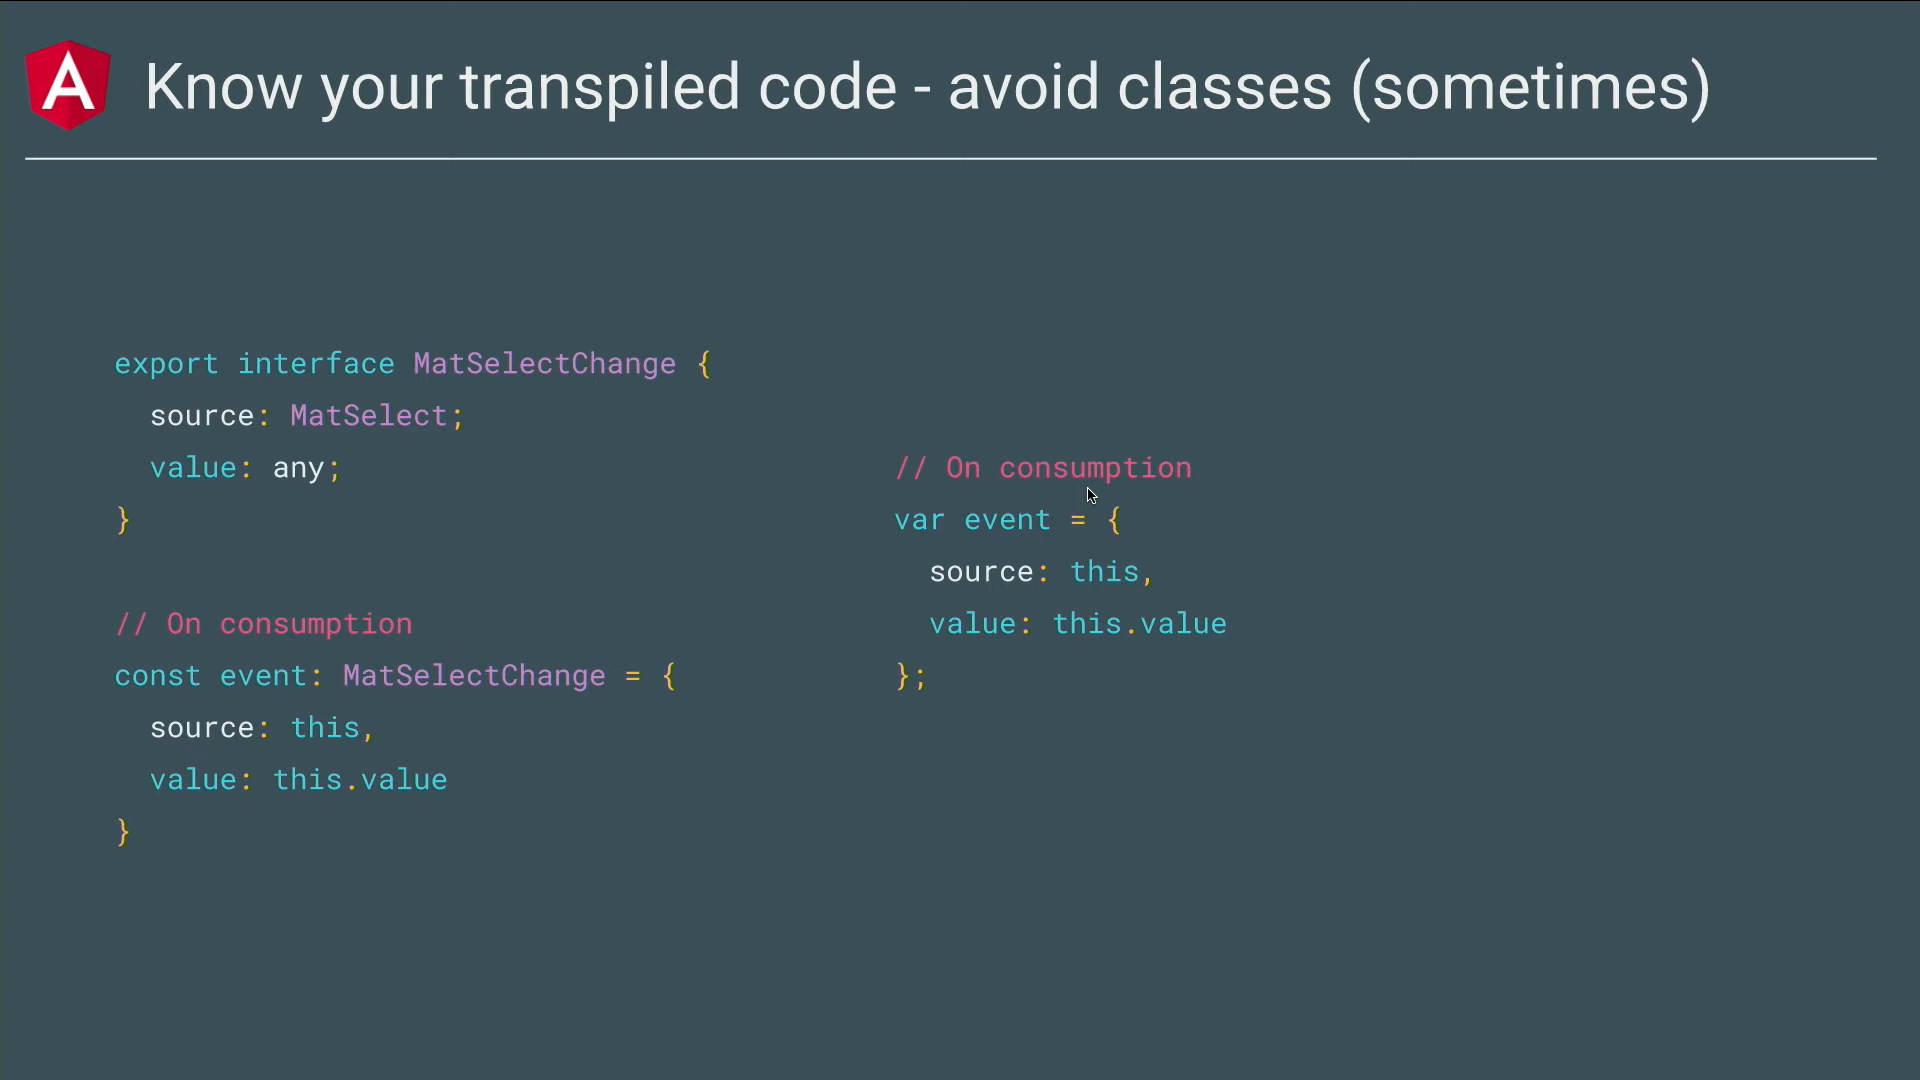 Know your transpiled code - avoid classes (sometimes)
export interface MatSelectChange {
source: MatSelect;
value: any;
}
// On consumption
const event: MatSelectChange = {
source: this,
value: this.value
}
// On consumption
var event = {
source: this,
value: this.value
};